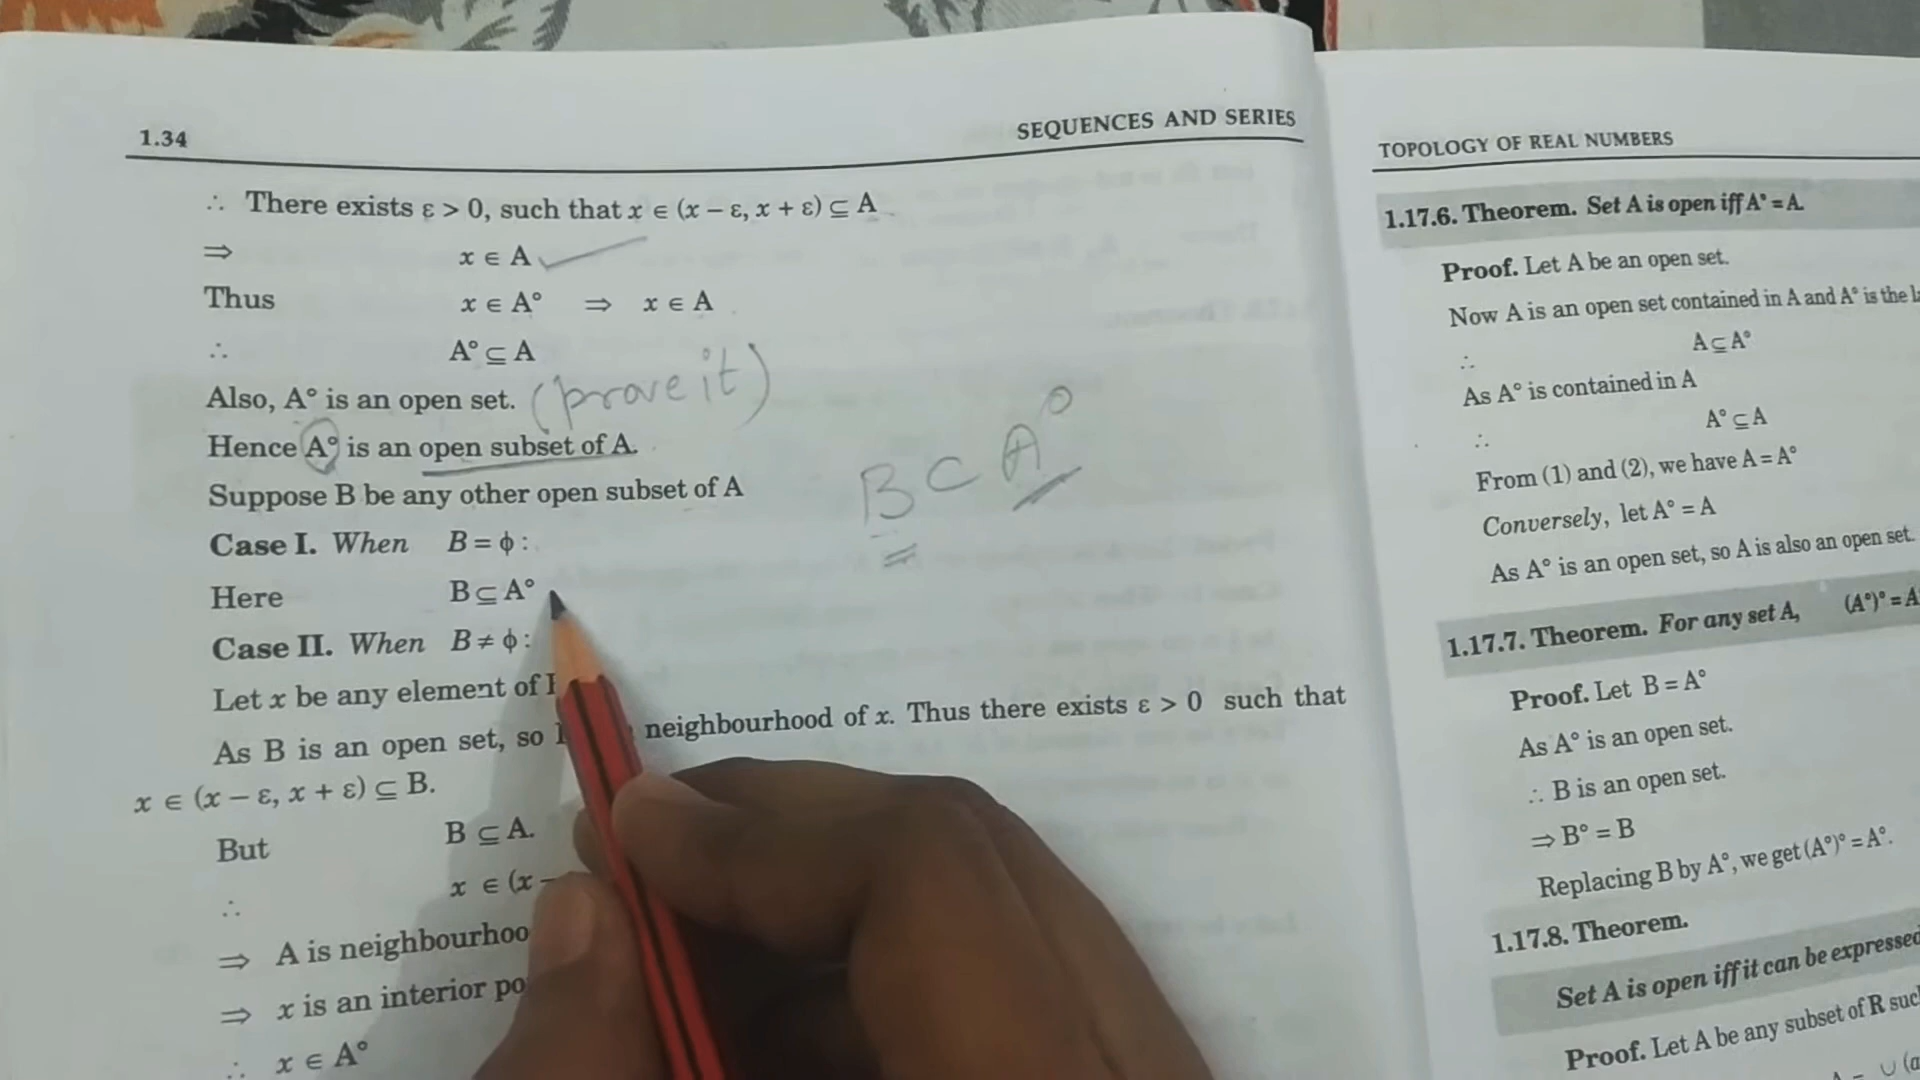 1.34
SEQUENCES AND SERIES
∴ There exists ε > 0, such that x ∈ (x – ε, x + ε) ⊆ A
⇒ x ∈ A
Thus x ∈ A° ⇒ x ∈ A
∴ A° ⊆ A
Also, A° is an open set. (prove it)
Hence A° is an open subset of A.
Suppose B be any other open subset of A
B ⊂ A°
Case I. When B = ϕ :
Here B ⊆ A°
Case II. When B ≠ ϕ :
Let x be any element of
As B is an open set, so neighbourhood of x. Thus there exists ε > 0 such that
x ∈ (x – ε, x + ε) ⊆ B.
But B ⊆ A.
∴ x ∈ (x –
⇒ A is neighbourhoo
⇒ x is an interior po
∴ x ∈ A°
TOPOLOGY OF REAL NUMBERS
1.17.6. Theorem. Set A is open iff A° = A.
Proof. Let A be an open set.
Now A is an open set contained in A and A° is the
∴ A ⊆ A°
As A° is contained in A
∴ A° ⊆ A
From (1) and (2), we have A = A°
Conversely, let A° = A
As A° is an open set, so A is also an open set.
1.17.7. Theorem. For any set A, (A°)° = A
Proof. Let B = A°
As A° is an open set.
∴ B is an open set.
⇒ B° = B
Replacing B by A°, we get (A°)° = A°.
1.17.8. Theorem.
Set A is open iff it can be expressed
Proof. Let A be any subset of R suc